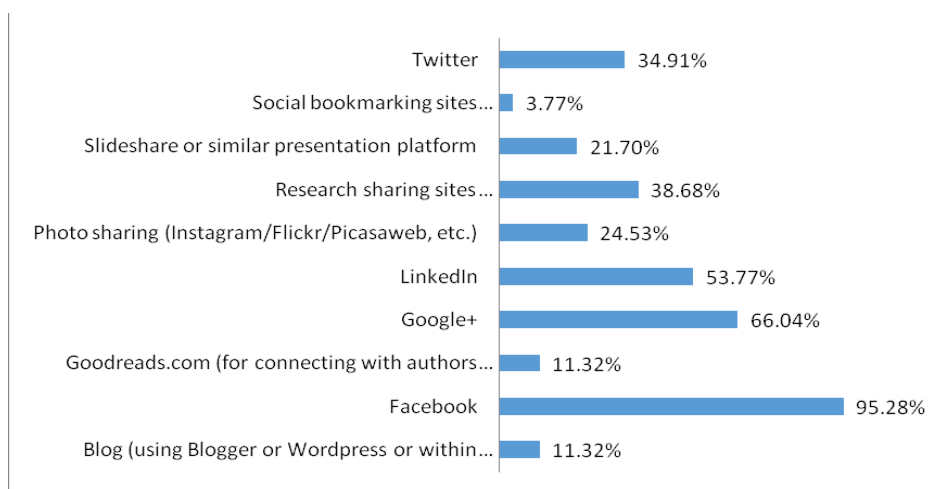 Twitter 34.91%
Social bookmarking sites... 3.77%
Slideshare or similar presentation platform 21.70%
Research sharing sites... 38.68%
Photo sharing (Instagram/Flickr/Picasaweb, etc.) 24.53%
LinkedIn 53.77%
Google+ 66.04%
Goodreads.com (for connecting with authors... 11.32%
Facebook 95.28%
Blog (using Blogger or Wordpress or within... 11.32%